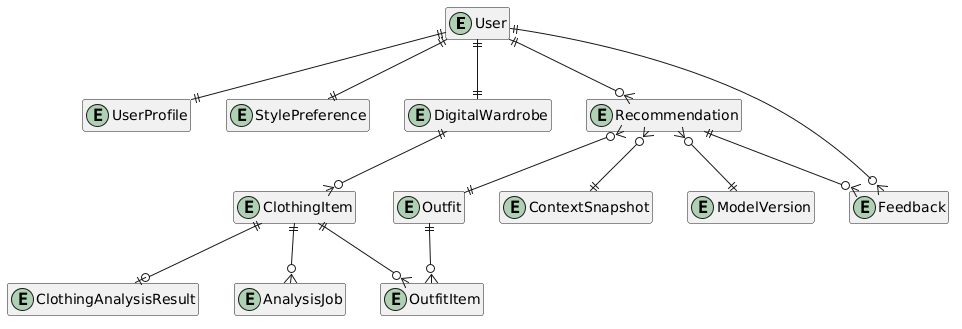 E User
E UserProfile
E StylePreference
E DigitalWardrobe
E Recommendation
E ClothingItem
E Outfit
E ContextSnapshot
E ModelVersion
E Feedback
E ClothingAnalysisResult
E AnalysisJob
E OutfitItem